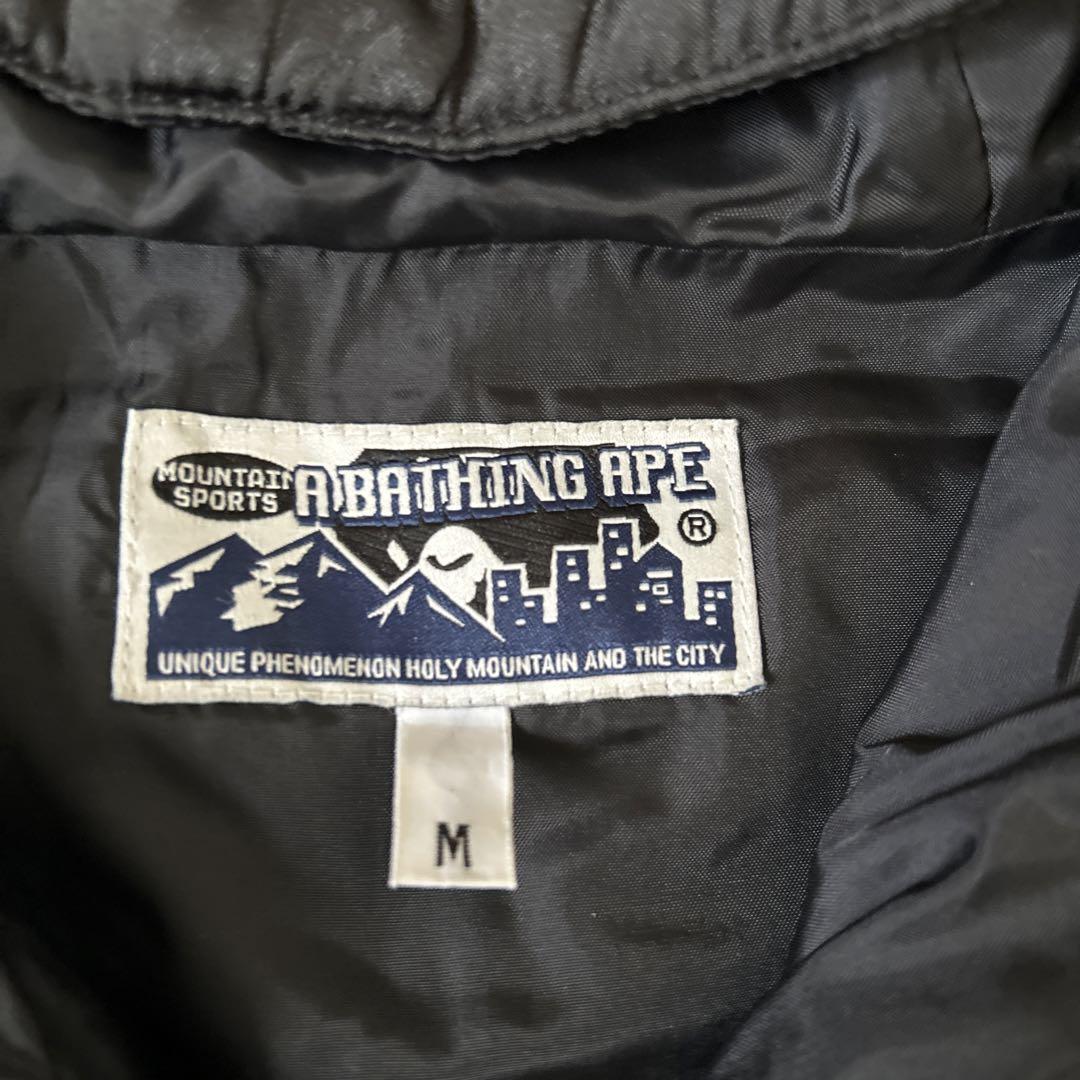 MOUNTAIN
SPORTS
A BATHING APE
®
UNIQUE PHENOMENON HOLY MOUNTAIN AND THE CITY
M